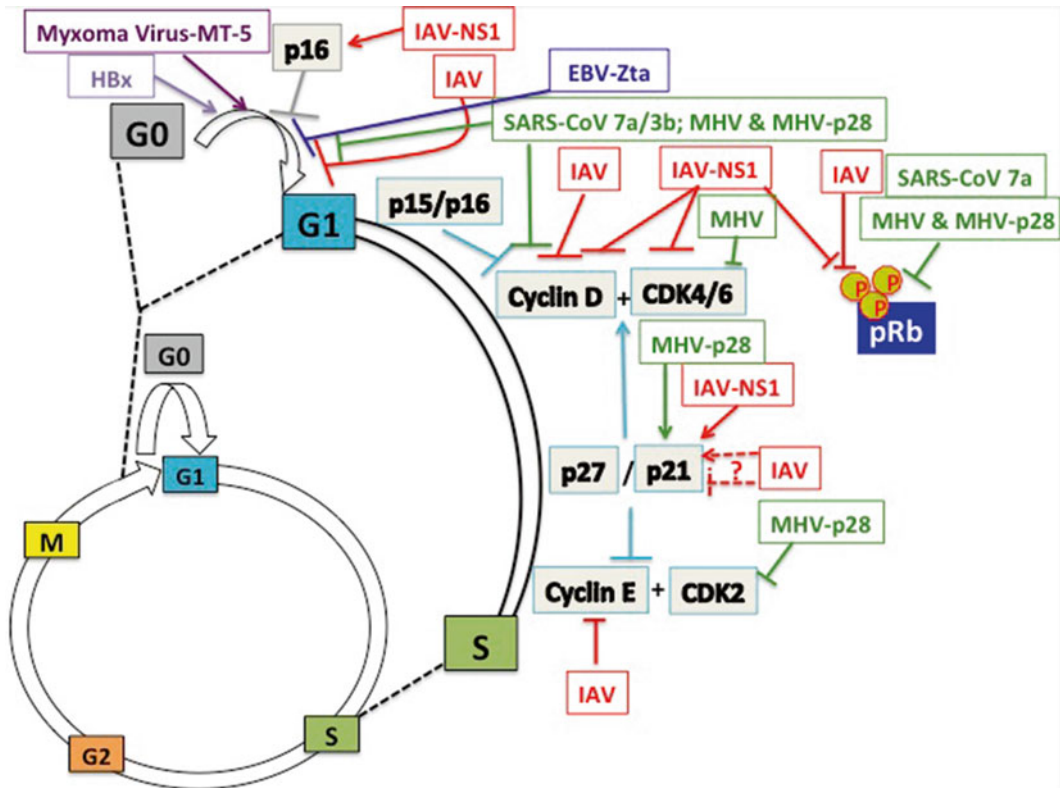 Myxoma Virus-MT-5
p16
IAV-NS1
HBx
IAV
EBV-Zta
G0
SARS-CoV 7a/3b; MHV & MHV-p28
p15/p16
IAV
IAV-NS1
IAV
SARS-CoV 7a
G1
MHV
MHV & MHV-p28
Cyclin D + CDK4/6
P P P
pRb
G0
MHV-p28
IAV-NS1
G1
p27 / p21
?
IAV
M
MHV-p28
Cyclin E + CDK2
S
IAV
G2
S